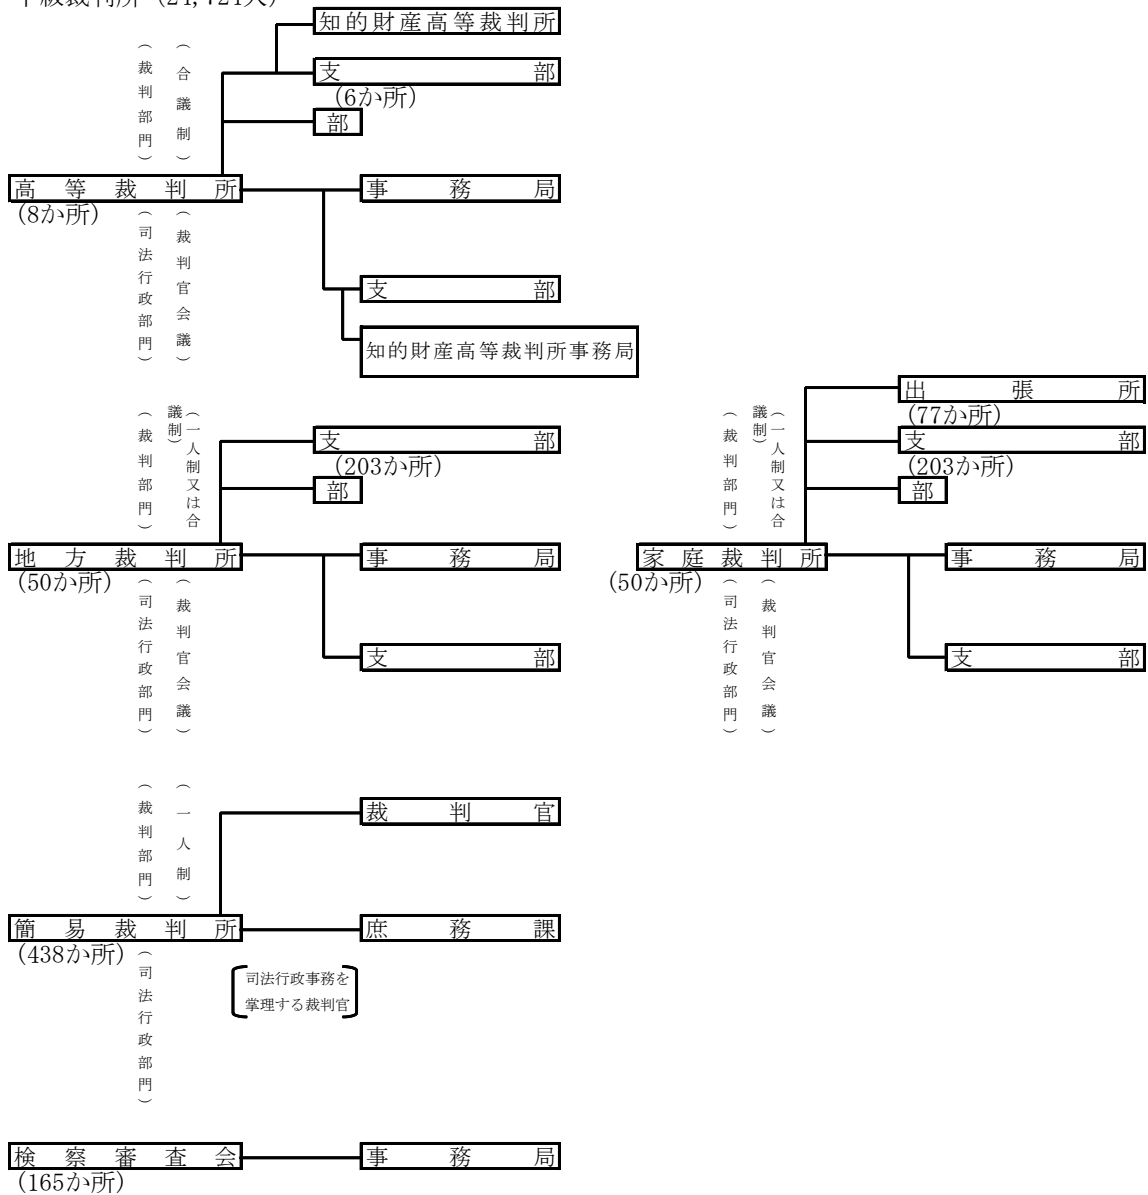 知的財産高等裁判所
支部
(6か所)
部
(裁判部門)
(合議制)
高等裁判所
(8か所)
事務局
(司法行政部門)
(裁判官会議)
支部
知的財産高等裁判所事務局
(裁判部門)
(一人制又は合
議制)
支部
(203か所)
部
地方裁判所
(50か所)
事務局
(司法行政部門)
(裁判官会議)
支部
出張所
(77か所)
(裁判部門)
(一人制又は合
議制)
支部
(203か所)
部
家庭裁判所
(50か所)
事務局
(司法行政部門)
(裁判官会議)
支部
(裁判部門)
(一人制)
裁判官
簡易裁判所
(438か所)
庶務課
(司法行政部門)
司法行政事務を
掌理する裁判官
検察審査会
(165か所)
事務局